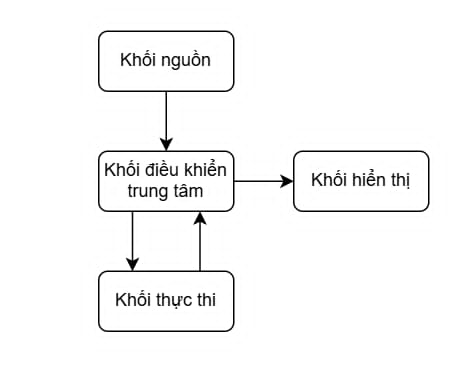 Khối nguồn
Khối điều khiển
trung tâm
Khối hiển thị
Khối thực thi